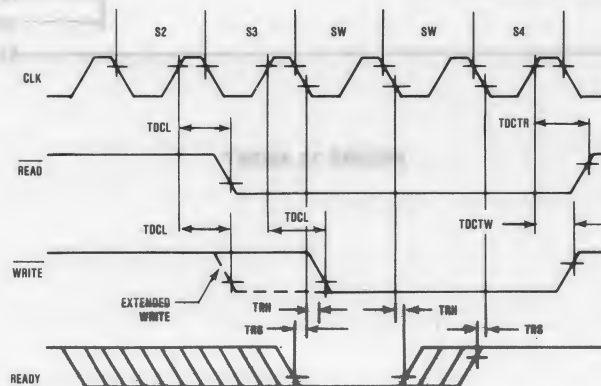 S2 S3 SW SW S4
CLK
TDCL TDCTR
READ
TDCL TDCL TDCTW
WRITE
EXTENDED
WRITE
TRH TRH
TRS TRS
READY